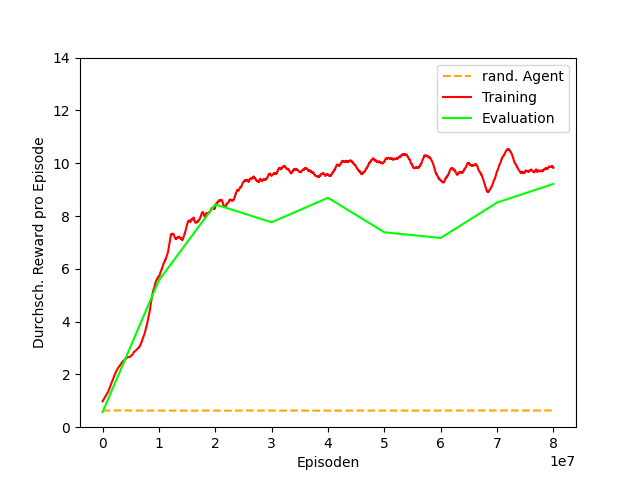 14
12
10
8
6
4
2
0
Durchsch. Reward pro Episode
rand. Agent
Training
Evaluation
0 1 2 3 4 5 6 7 8
1e7
Episoden